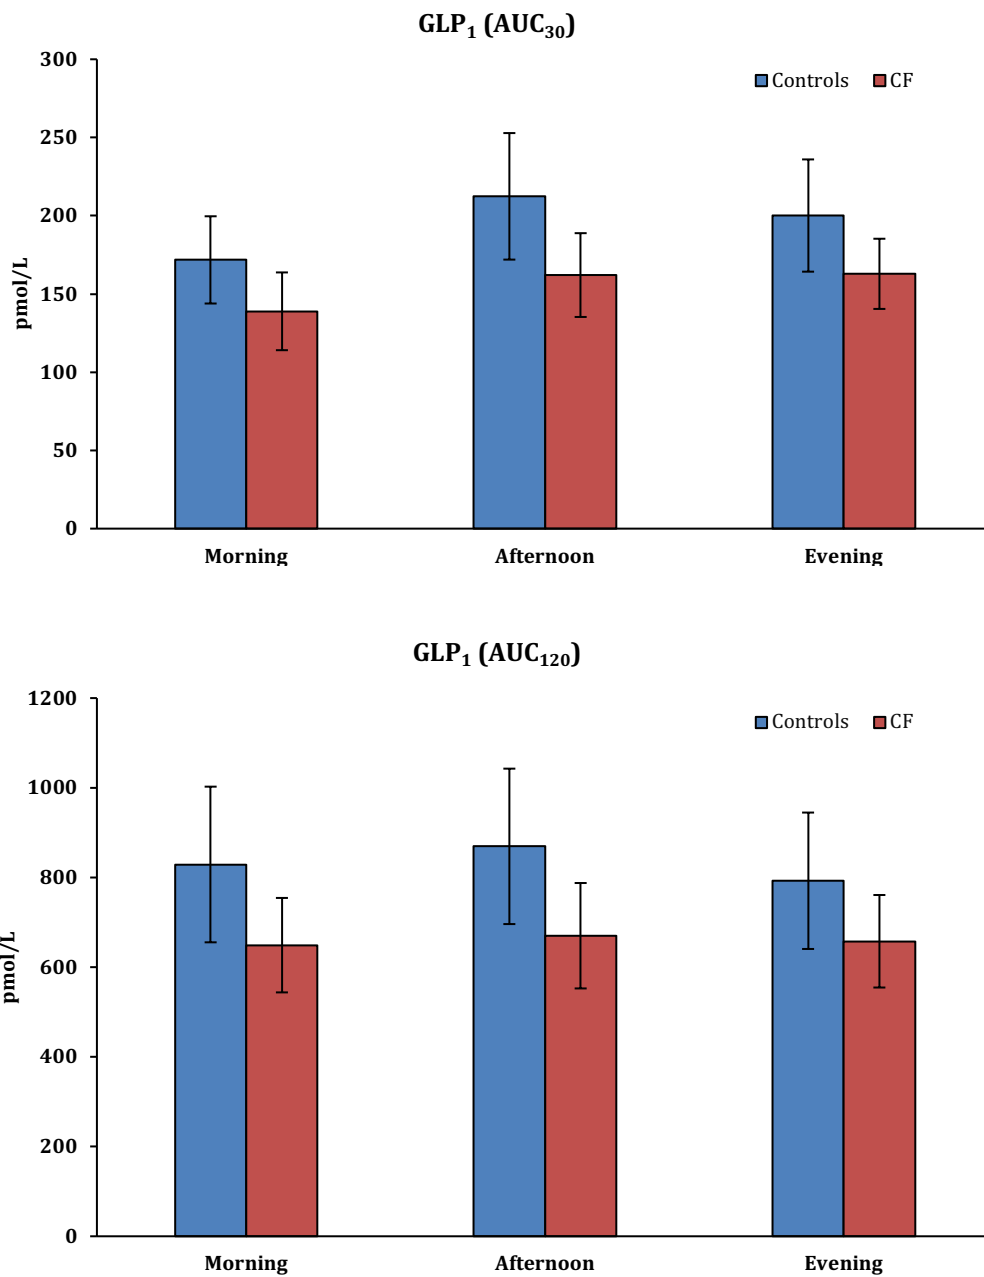 GLP₁ (AUC₃₀)
300
Controls CF
250
200
pmol/L
150
100
50
0
Morning Afternoon Evening
GLP₁ (AUC₁₂₀)
1200
Controls CF
1000
800
pmol/L
600
400
200
0
Morning Afternoon Evening